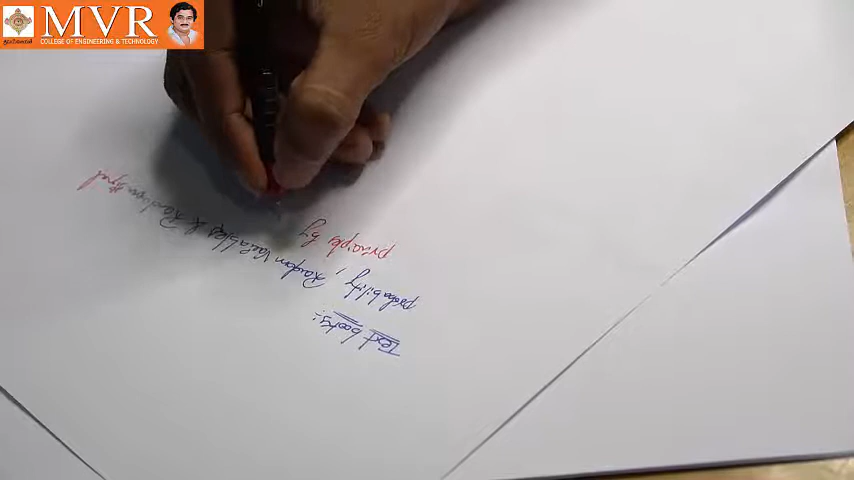 MVR
COLLEGE OF ENGINEERING & TECHNOLOGY
Text books:
probability, Random Variables & Random signal
principles by